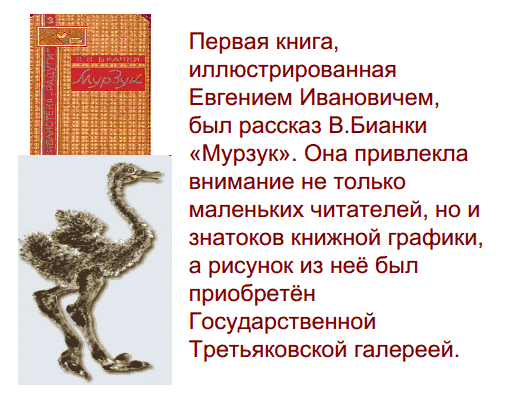 БИБЛИОТЕКА "РАДУГИ"
В.В БИАНКИ
МурЗук
Первая книга,
иллюстрированная
Евгением Ивановичем,
был рассказ В.Бианки
«Мурзук». Она привлекла
внимание не только
маленьких читателей, но и
знатоков книжной графики,
а рисунок из неё был
приобретён
Государственной
Третьяковской галереей.